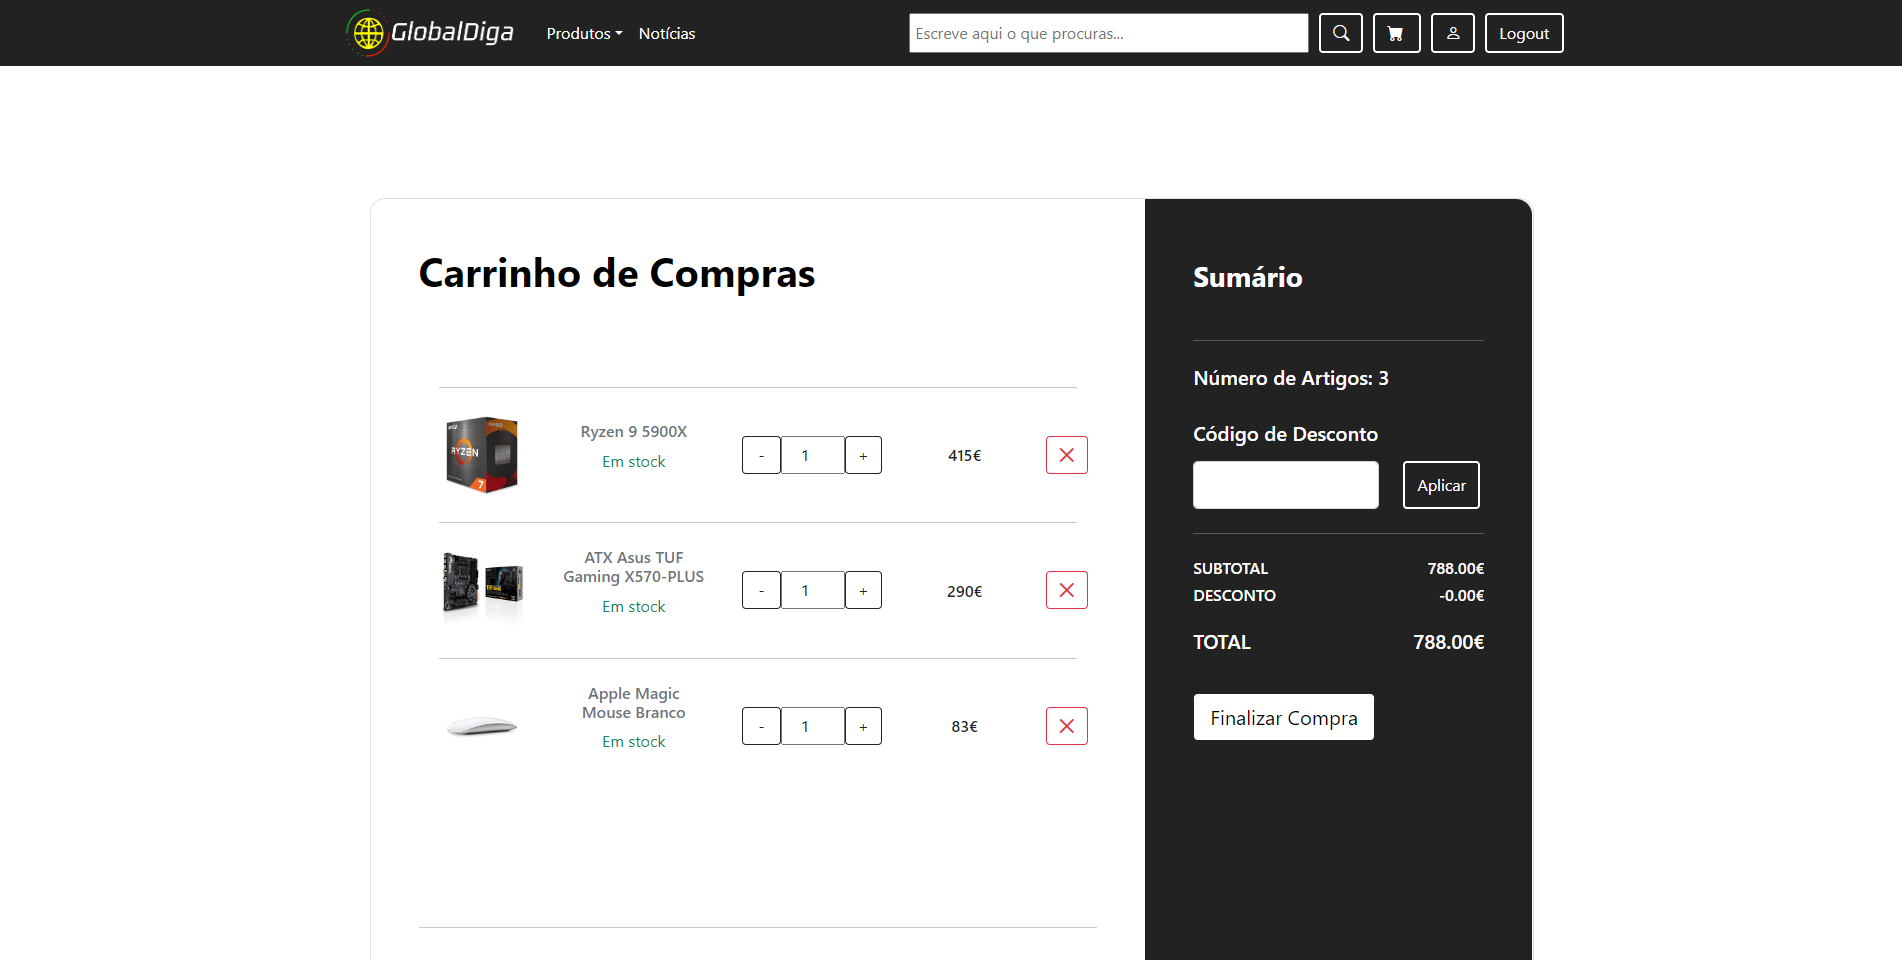 GlobalDiga
Produtos
Notícias
Escreve aqui o que procuras...
Logout
Carrinho de Compras
RYZEN
7
Ryzen 9 5900X
Em stock
- 1 +
415€
ATX Asus TUF
Gaming X570-PLUS
Em stock
- 1 +
290€
Apple Magic
Mouse Branco
Em stock
- 1 +
83€
Sumário
Número de Artigos: 3
Código de Desconto
Aplicar
SUBTOTAL 788.00€
DESCONTO -0.00€
TOTAL 788.00€
Finalizar Compra